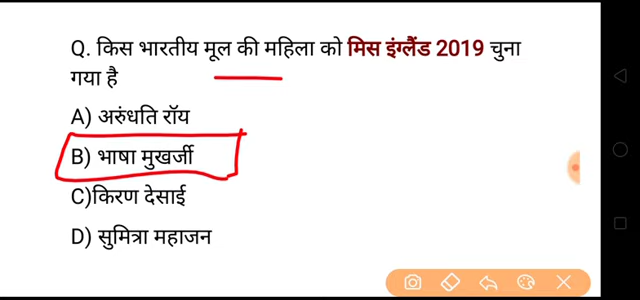 Q. किस भारतीय मूल की महिला को मिस इंग्लैंड 2019 चुना
गया है
A) अरुंधति रॉय
B) भाषा मुखर्जी
C)किरण देसाई
D) सुमित्रा महाजन